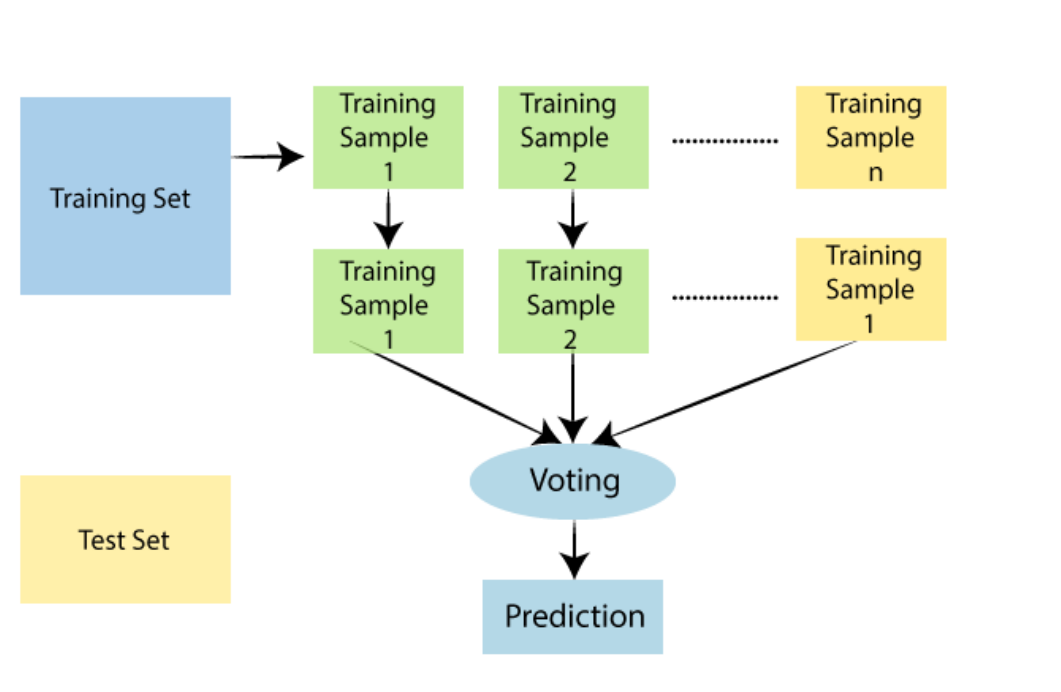 Training Set
Training
Sample
1
Training
Sample
2
Training
Sample
n
Training
Sample
1
Training
Sample
2
Training
Sample
1
Voting
Test Set
Prediction